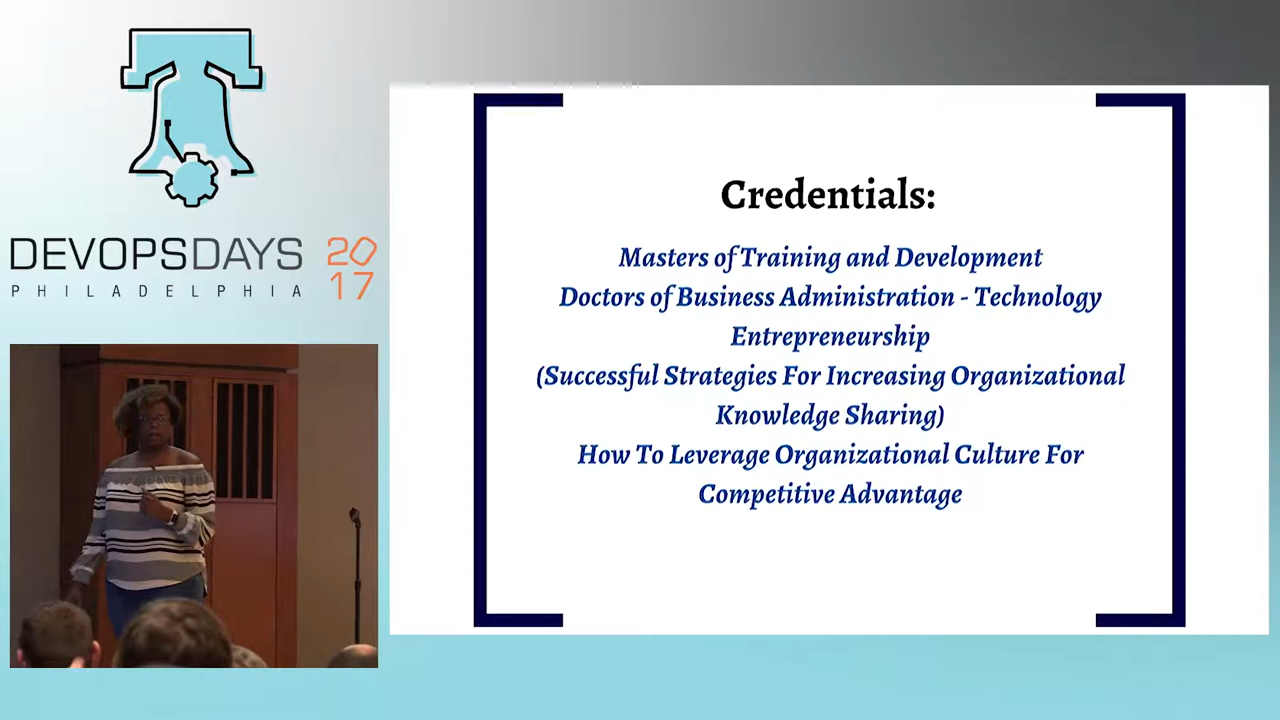 DEVOPSDAYS 2017
PHILADELPHIA
Credentials:
Masters of Training and Development
Doctors of Business Administration - Technology
Entrepreneurship
(Successful Strategies For Increasing Organizational
Knowledge Sharing)
How To Leverage Organizational Culture For
Competitive Advantage